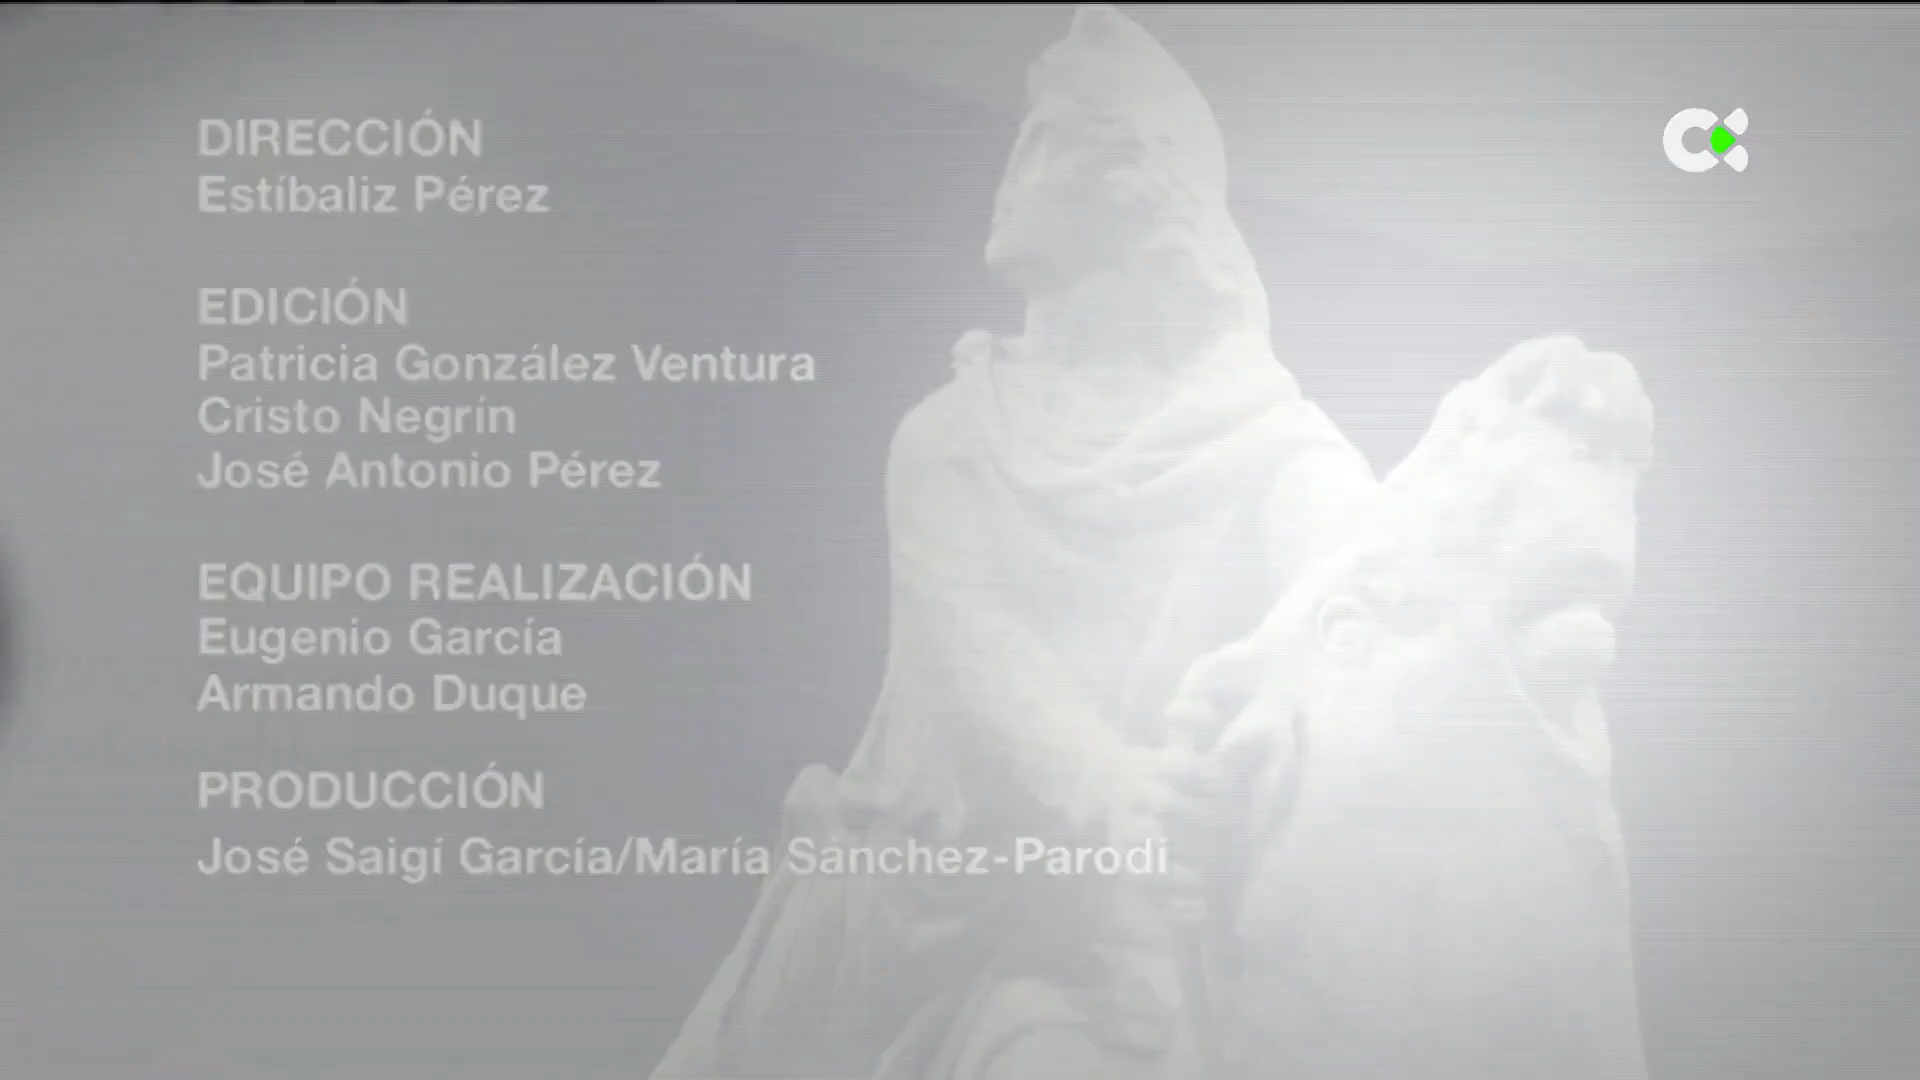 DIRECCIÓN
Estíbaliz Pérez
EDICIÓN
Patricia González Ventura
Cristo Negrín
José Antonio Pérez
EQUIPO REALIZACIÓN
Eugenio García
Armando Duque
PRODUCCIÓN
José Saigí García/María Sánchez-Parodi